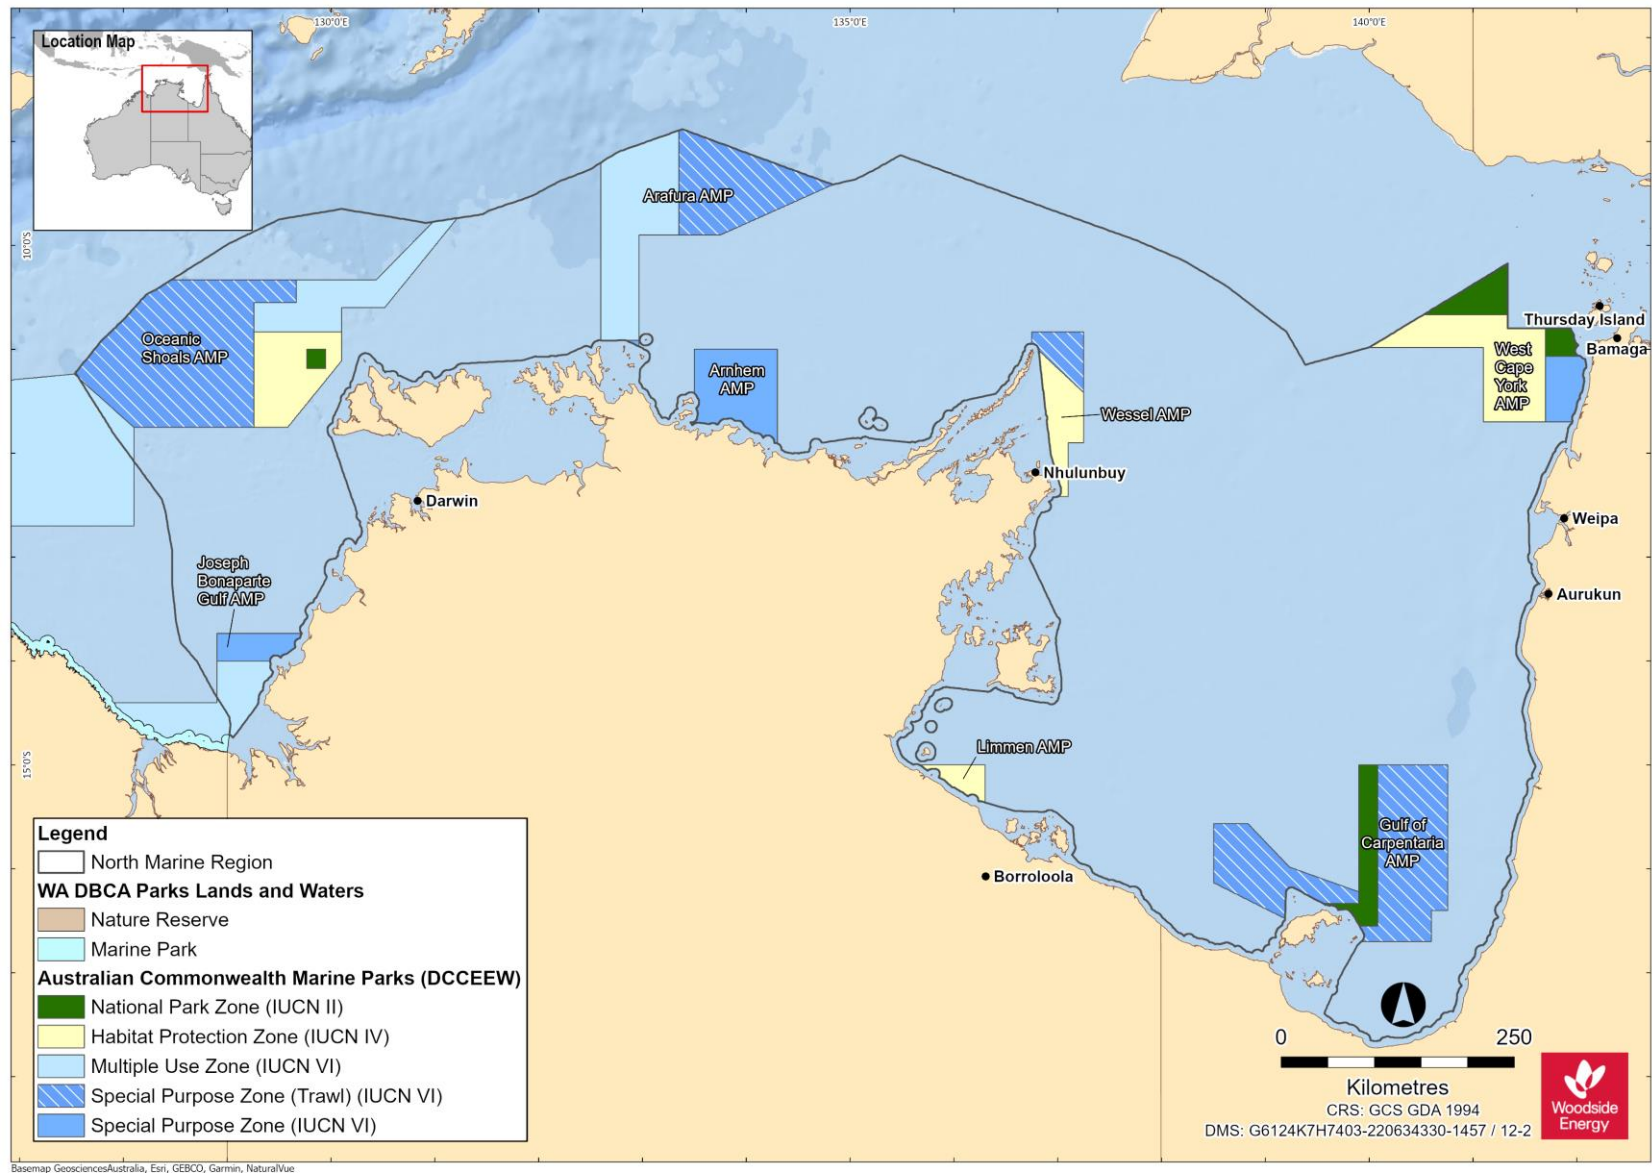 130°0'E
135°0'E
140°0'E
Location Map
10°0'S
15°0'S
Arafura AMP
Oceanic
Shoals AMP
Arnhem
AMP
Wessel AMP
Thursday Island
Bamaga
West
Cape
York
AMP
Nhulunbuy
Darwin
Weipa
Joseph
Bonaparte
Gulf AMP
Aurukun
Limmen AMP
Gulf of
Carpentaria
AMP
Borroloola
Legend
North Marine Region
WA DBCA Parks Lands and Waters
Nature Reserve
Marine Park
Australian Commonwealth Marine Parks (DCCEEW)
National Park Zone (IUCN II)
Habitat Protection Zone (IUCN IV)
Multiple Use Zone (IUCN VI)
Special Purpose Zone (Trawl) (IUCN VI)
Special Purpose Zone (IUCN VI)
0 250
Kilometres
CRS: GCS GDA 1994
DMS: G6124K7H7403-220634330-1457 / 12-2
Woodside
Energy
Basemap GeosciencesAustralia, Esri, GEBCO, Garmin, NaturalVue